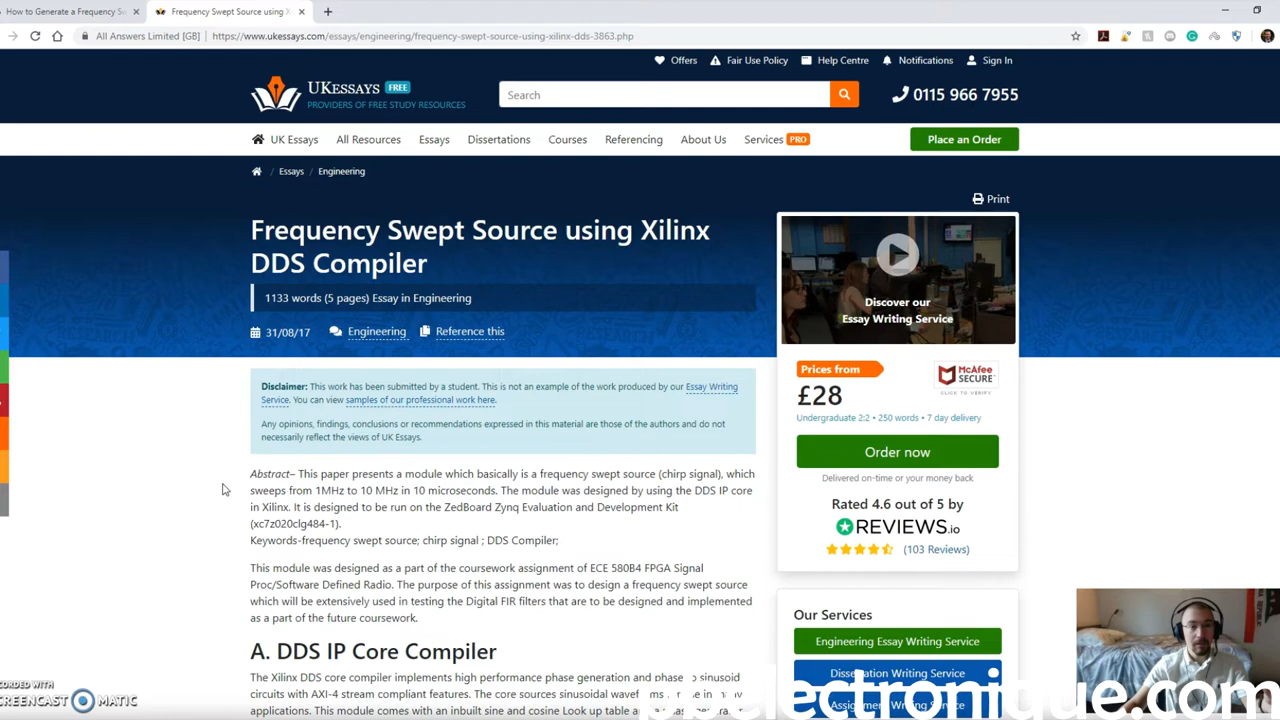 How to Generate a Frequency Sw
Frequency Swept Source using X
All Answers Limited [GB] https://www.ukessays.com/essays/engineering/frequency-swept-source-using-xilinx-dds-3863.php
Offers Fair Use Policy Help Centre Notifications Sign In
UKESSAYS FREE
PROVIDERS OF FREE STUDY RESOURCES
Search
0115 966 7955
UK Essays All Resources Essays Dissertations Courses Referencing About Us Services PRO
Place an Order
/ Essays / Engineering
Print
Frequency Swept Source using Xilinx
DDS Compiler
1133 words (5 pages) Essay in Engineering
31/08/17 Engineering Reference this
Discover our
Essay Writing Service
Disclaimer: This work has been submitted by a student. This is not an example of the work produced by our Essay Writing
Service. You can view samples of our professional work here.
Any opinions, findings, conclusions or recommendations expressed in this material are those of the authors and do not
necessarily reflect the views of UK Essays.
Prices from
£28
McAfee
SECURE
CLICK TO VERIFY
Undergraduate 2:2 • 250 words • 7 day delivery
Order now
Delivered on-time or your money back
Rated 4.6 out of 5 by
REVIEWS.io
(103 Reviews)
Abstract– This paper presents a module which basically is a frequency swept source (chirp signal), which
sweeps from 1MHz to 10 MHz in 10 microseconds. The module was designed by using the DDS IP core
in Xilinx. It is designed to be run on the ZedBoard Zynq Evaluation and Development Kit
(xc7z020clg484-1).
Keywords-frequency swept source; chirp signal ; DDS Compiler;
This module was designed as a part of the coursework assignment of ECE 580B4 FPGA Signal
Proc/Software Defined Radio. The purpose of this assignment was to design a frequency swept source
which will be extensively used in testing the Digital FIR filters that are to be designed and implemented
as a part of the future coursework.
A. DDS IP Core Compiler
The Xilinx DDS core compiler implements high performance phase generation and phase to sinusoid
circuits with AXI-4 stream compliant features. The core sources sinusoidal waveforms
applications. This module comes with an inbuilt sine and cosine Look up table
Our Services
Engineering Essay Writing Service
Dissertation Writing Service
Assignment Writing Service
electronique.com